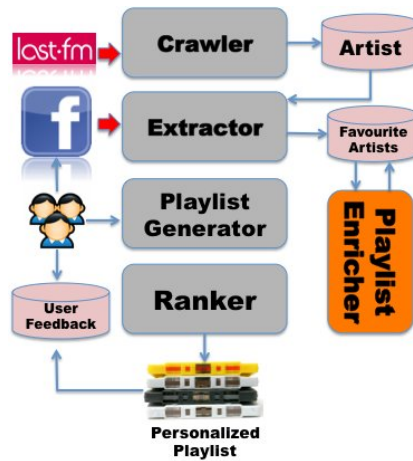 last·fm
Crawler
Artist
f
Extractor
Favourite
Artists
Playlist
Generator
Playlist
Enricher
User
Feedback
Ranker
Personalized
Playlist